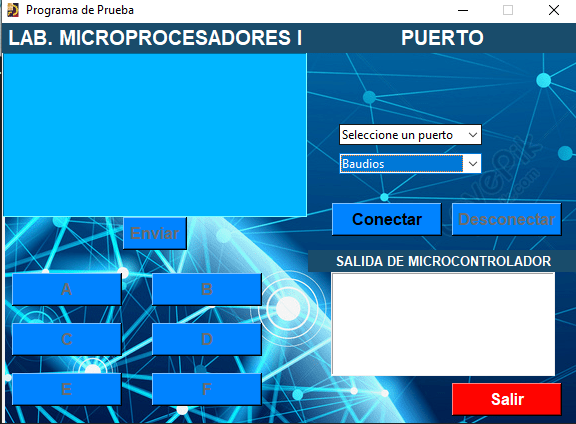 Programa de Prueba
LAB. MICROPROCESADORES I
PUERTO
Seleccione un puerto
Baudios
Conectar
Desconectar
Enviar
SALIDA DE MICROCONTROLADOR
A
B
C
D
E
F
Salir